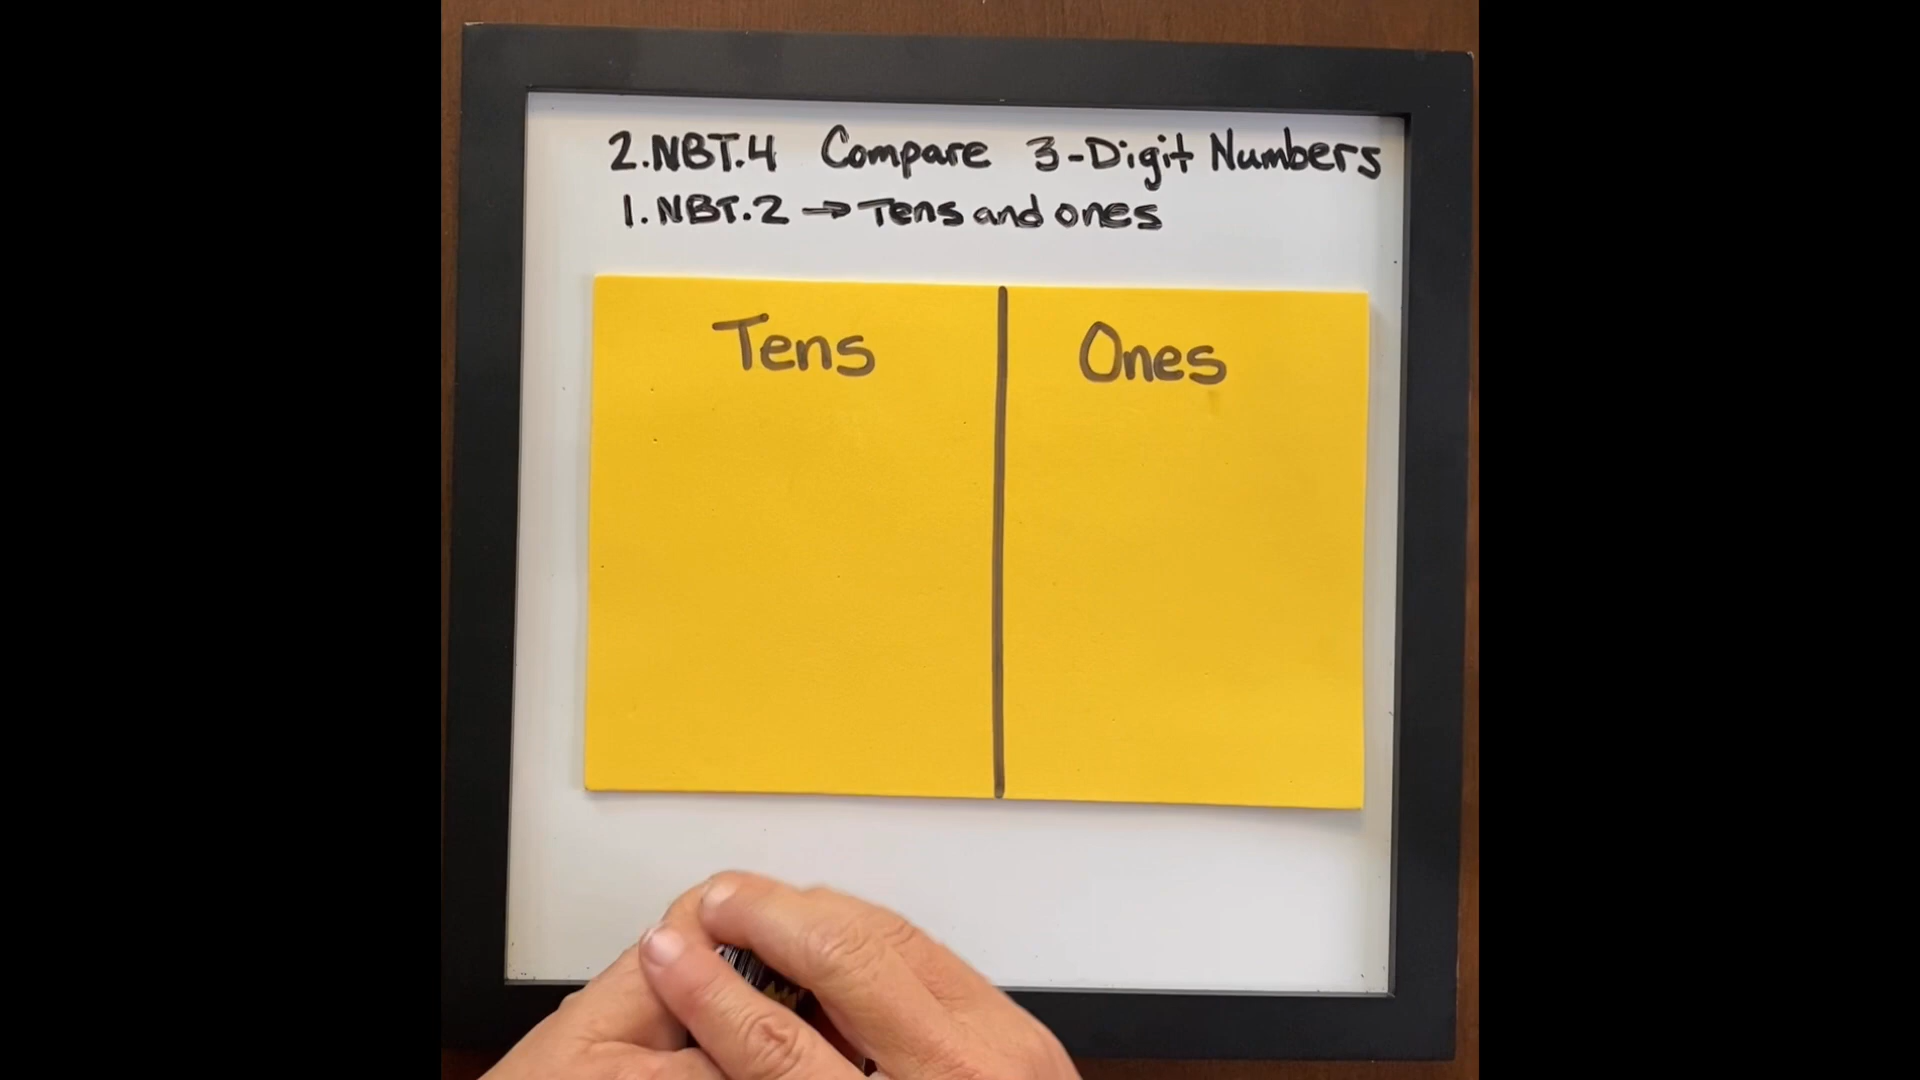 2.NBT.4 Compare 3-Digit Numbers
1.NBT.2 → Tens and ones
Tens
Ones